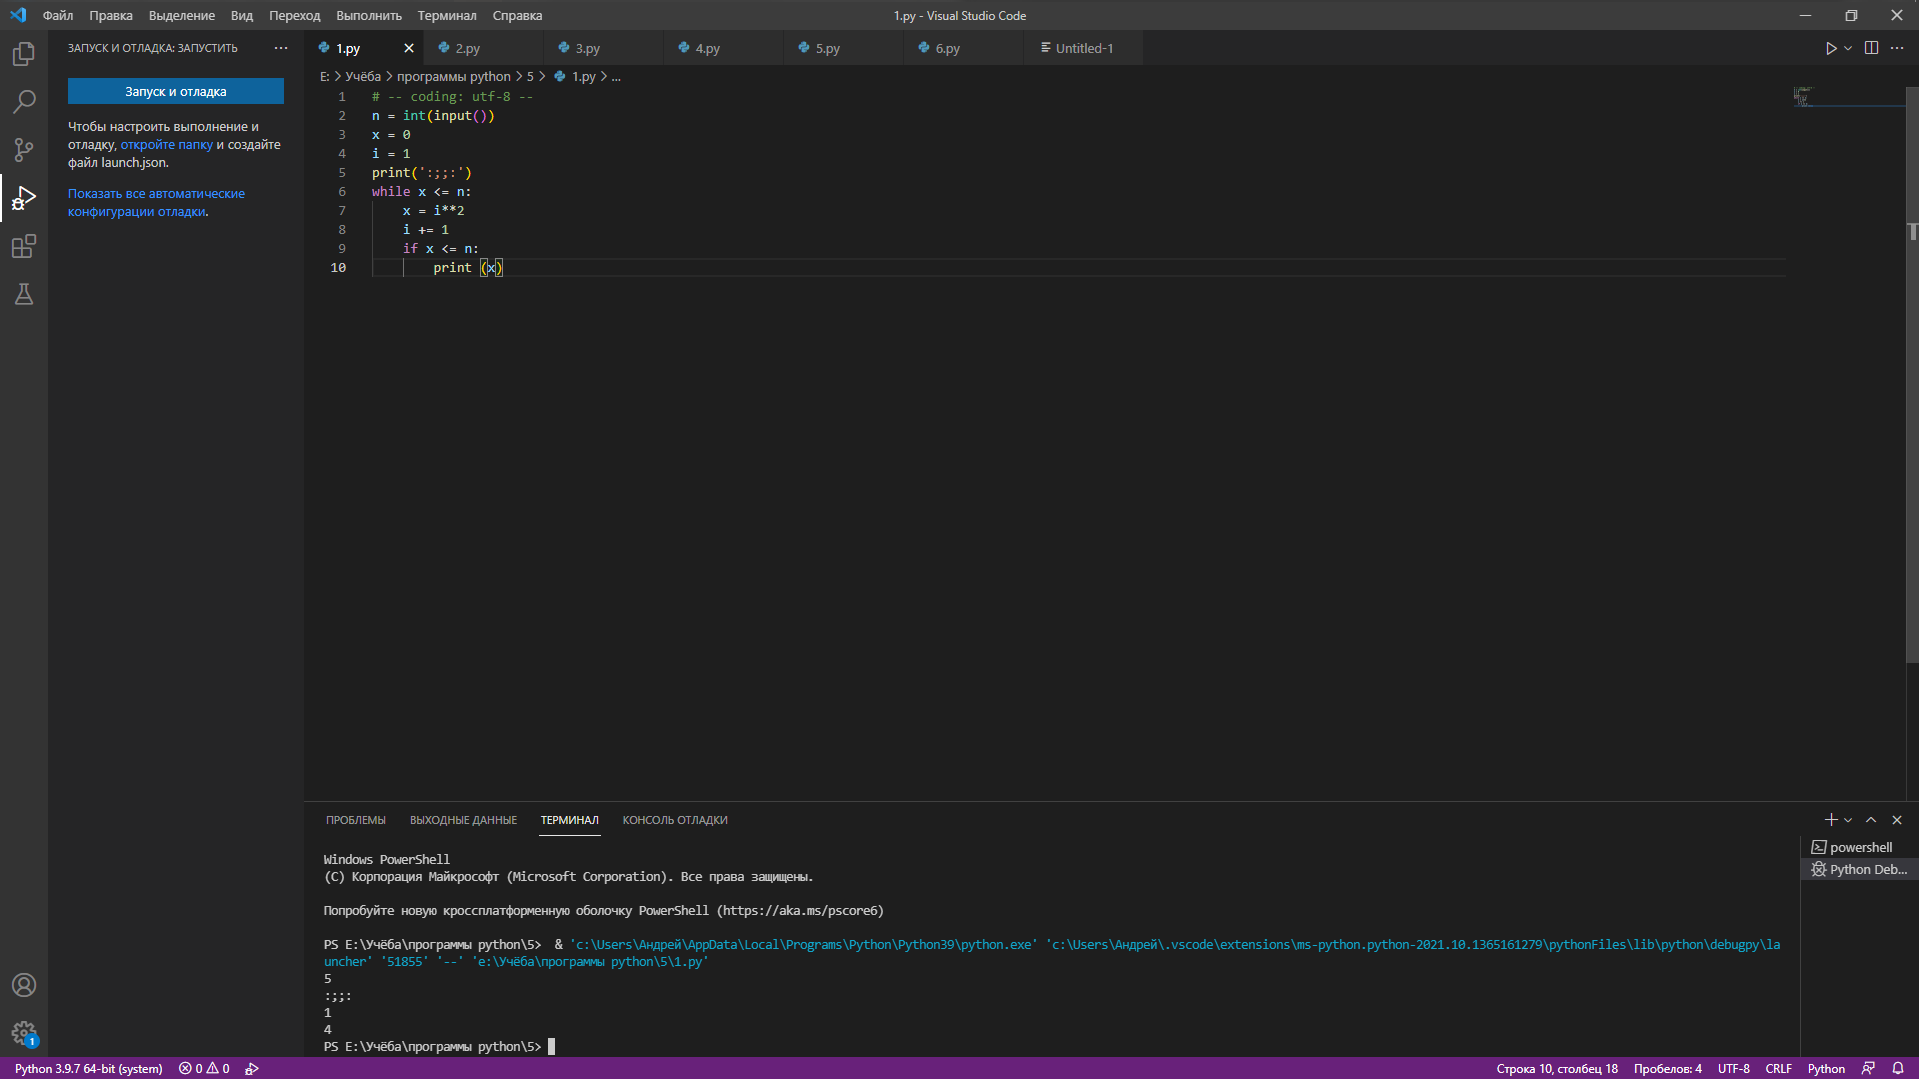 Файл Правка Выделение Вид Переход Выполнить Терминал Справка
1.py - Visual Studio Code
ЗАПУСК И ОТЛАДКА: ЗАПУСТИТЬ
Запуск и отладка
Чтобы настроить выполнение и
отладку, откройте папку и создайте
файл launch.json.
Показать все автоматические
конфигурации отладки.
1.py 2.py 3.py 4.py 5.py 6.py Untitled-1
E: > Учёба > программы python > 5 > 1.py > ...
1 # -- coding: utf-8 --
2 n = int(input())
3 x = 0
4 i = 1
5 print(':;;:')
6 while x <= n:
7     x = i**2
8     i += 1
9     if x <= n:
10         print (x)
ПРОБЛЕМЫ ВЫХОДНЫЕ ДАННЫЕ ТЕРМИНАЛ КОНСОЛЬ ОТЛАДКИ
Windows PowerShell
(C) Корпорация Майкрософт (Microsoft Corporation). Все права защищены.
Попробуйте новую кроссплатформенную оболочку PowerShell (https://aka.ms/pscore6)
PS E:\Учёба\программы python\5>  & 'c:\Users\Андрей\AppData\Local\Programs\Python\Python39\python.exe' 'c:\Users\Андрей\.vscode\extensions\ms-python.python-2021.10.1365161279\pythonFiles\lib\python\debugpy\la
uncher' '51855' '--' 'e:\Учёба\программы python\5\1.py'
5
:;;:
1
4
PS E:\Учёба\программы python\5>
powershell
Python Deb...
1
Python 3.9.7 64-bit (system) 0 0
Строка 10, столбец 18 Пробелов: 4 UTF-8 CRLF Python